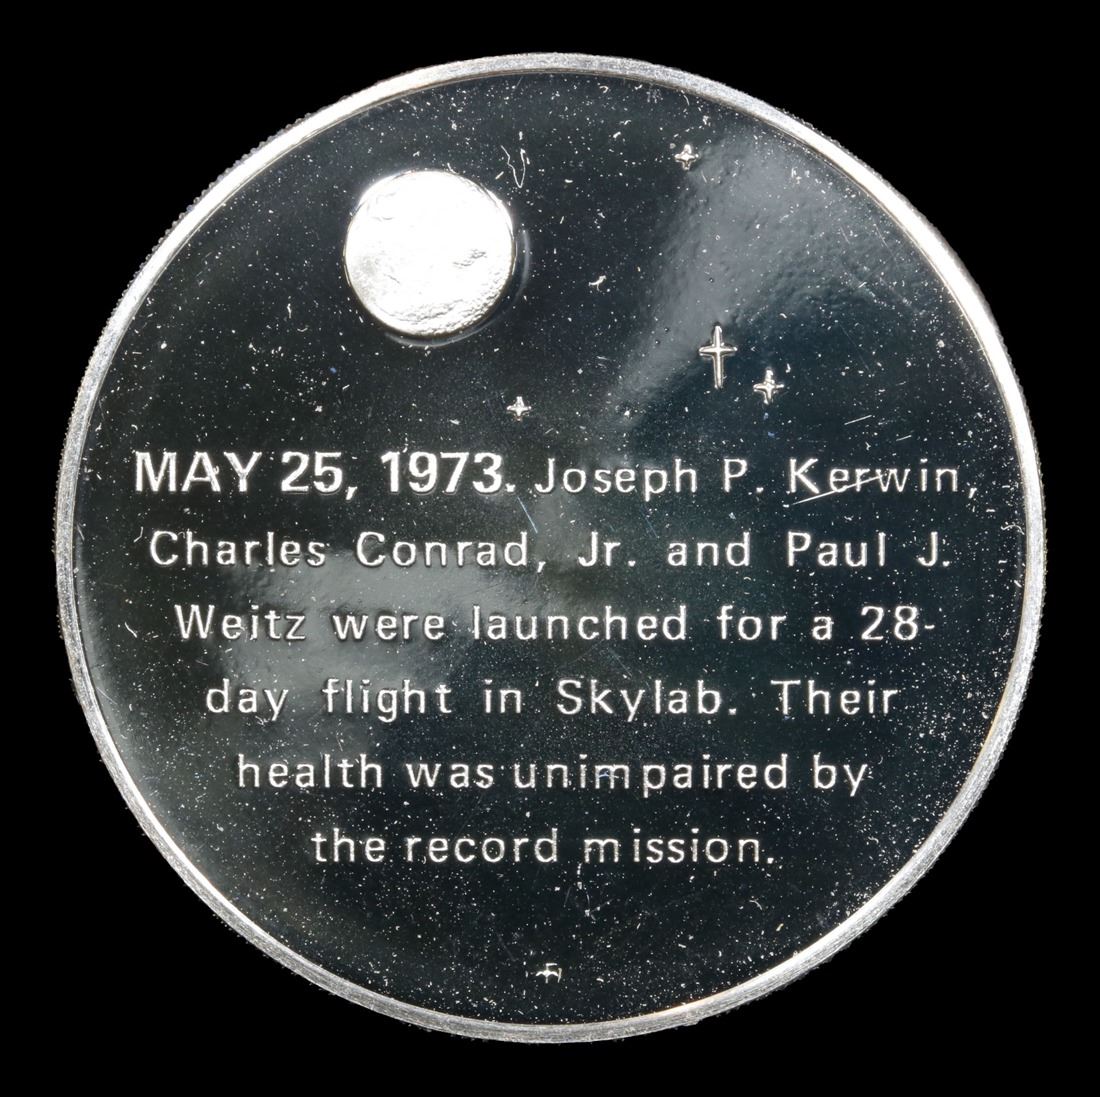 MAY 25, 1973. Joseph P. Kerwin,
Charles Conrad, Jr. and Paul J.
Weitz were launched for a 28-
day flight in Skylab. Their
health was unimpaired by
the record mission.